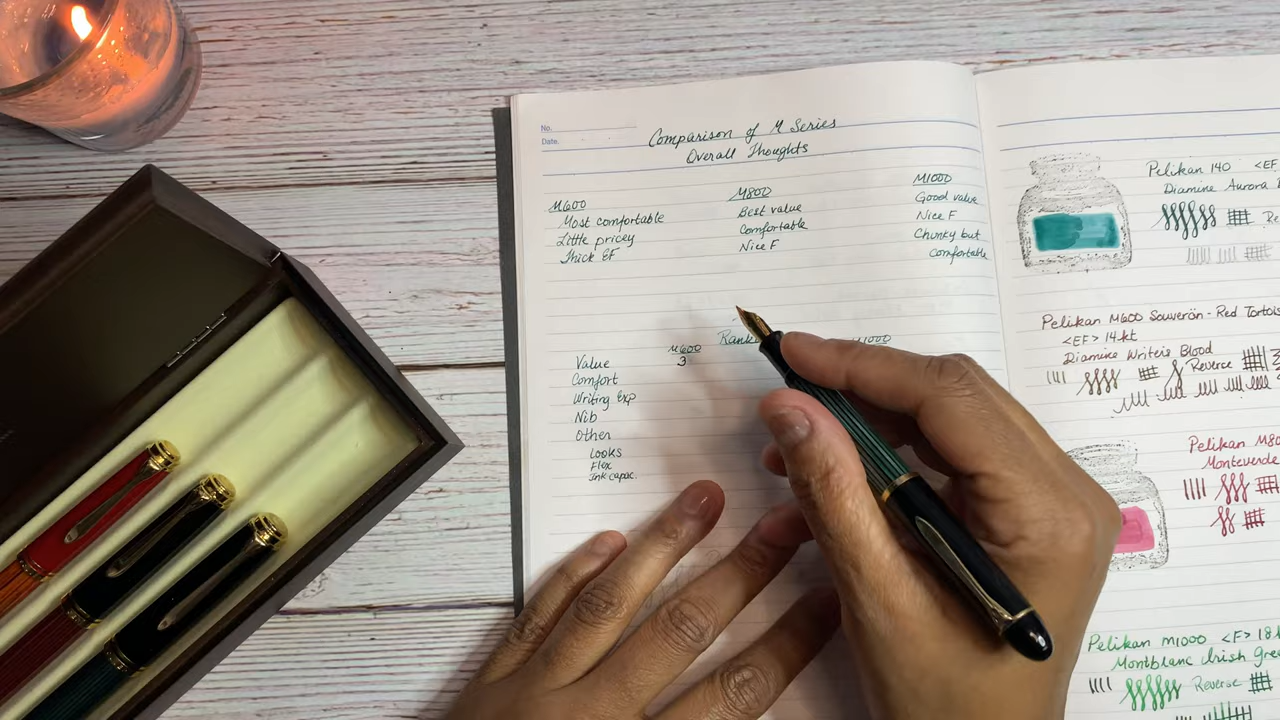 No.
Date.
Comparison of M Series
Overall Thoughts
M600
Most comfortable
Little pricey
Thick EF
M800
Best value
Comfortable
Nice F
M1000
Good value
Nice F
Chunky but
comfortable
Rank
M600
M1000
Value 3
Comfort
Writing Exp
Nib
Other
Looks
Flex
Ink capac.
Pelikan 140 <EF
Diamine Aurora
Pelikan M600 Souverän - Red Tortois
<EF> 14kt
Diamine Writer's Blood
Reverse
Pelikan M80
Monteverde
Pelikan M1000 <F> 18
Montblanc Irish Gre
Reverse